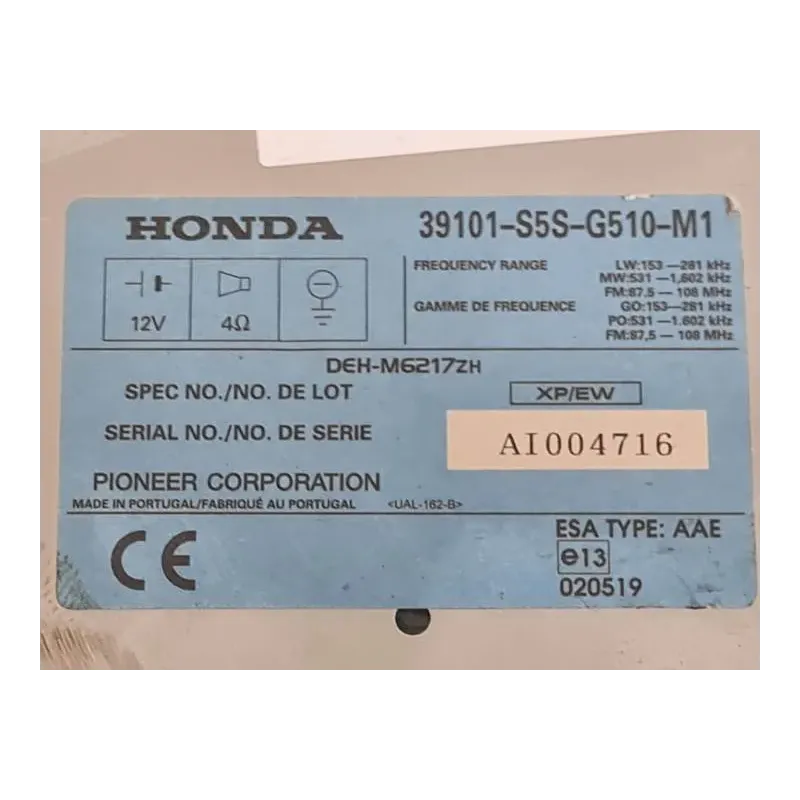 HONDA 39101-S5S-G510-M1
FREQUENCY RANGE LW:153 —281 kHz
MW:531 —1,602 kHz
FM:87.5 — 108 MHz
GAMME DE FREQUENCE GO:153—281 kHz
PO:531 —1.602 kHz
FM:87,5 — 108 MHz
12V 4Ω
DEH-M6217ZH
SPEC NO./NO. DE LOT XP/EW
SERIAL NO./NO. DE SERIE AI004716
PIONEER CORPORATION
MADE IN PORTUGAL/FABRIQUÉ AU PORTUGAL <UAL-162-B>
CE
ESA TYPE: AAE
e13
020519